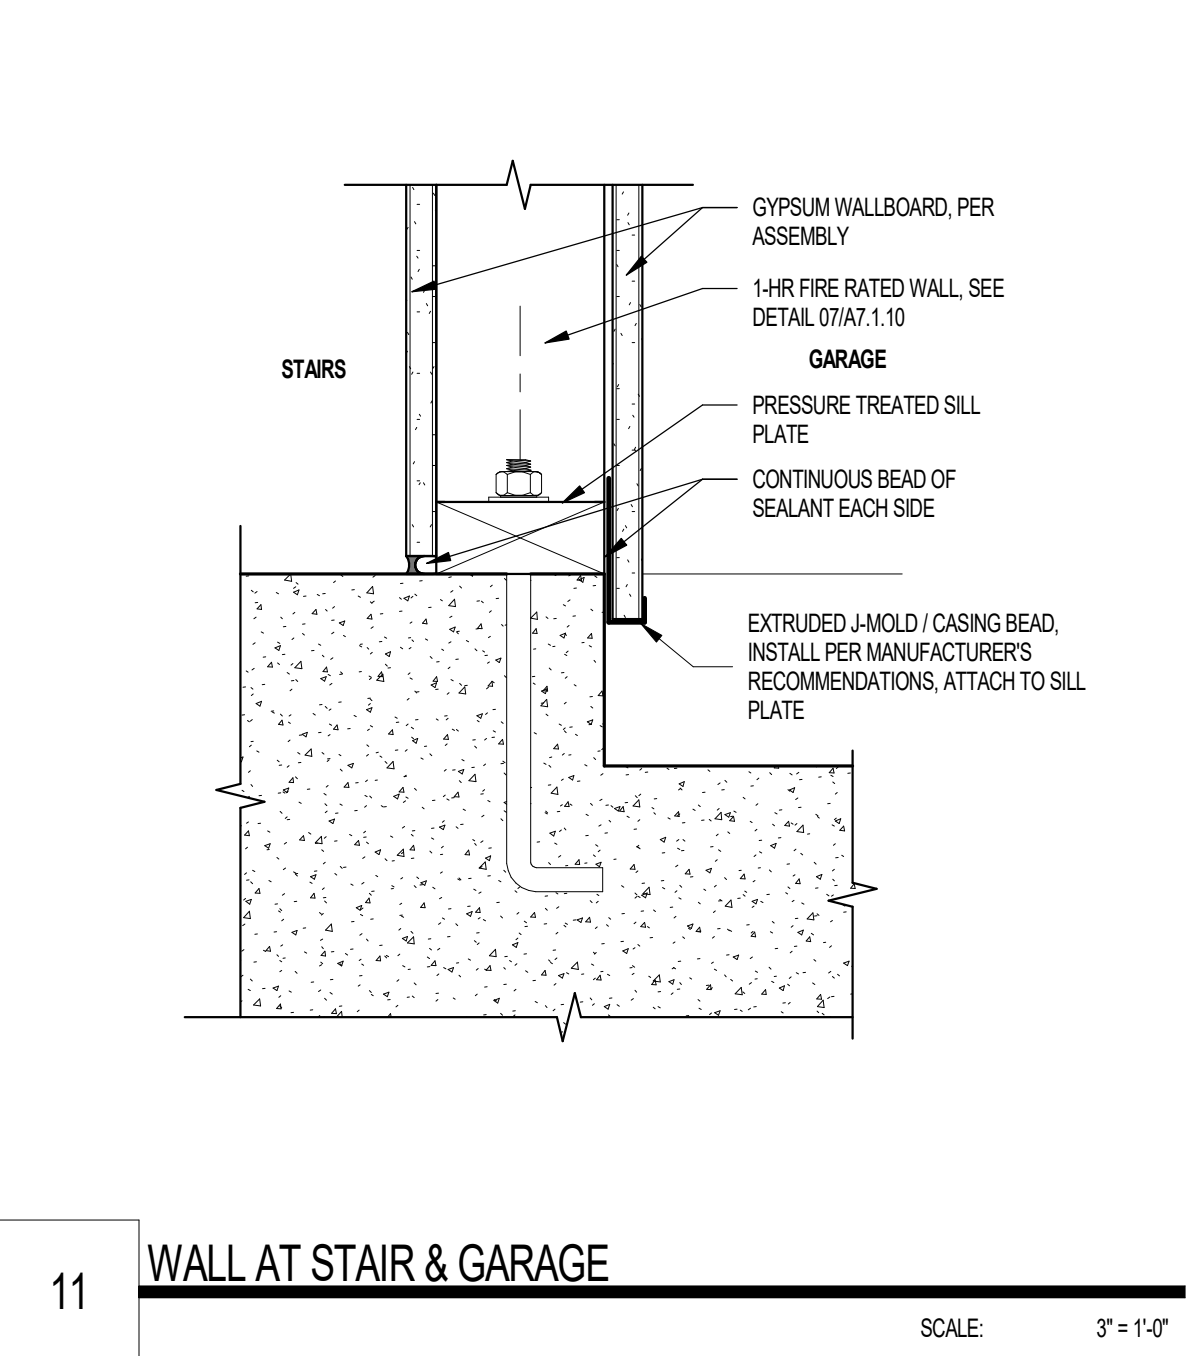 GYPSUM WALLBOARD, PER
ASSEMBLY
1-HR FIRE RATED WALL, SEE
DETAIL 07/A7.1.10
STAIRS
GARAGE
PRESSURE TREATED SILL
PLATE
CONTINUOUS BEAD OF
SEALANT EACH SIDE
EXTRUDED J-MOLD / CASING BEAD,
INSTALL PER MANUFACTURER'S
RECOMMENDATIONS, ATTACH TO SILL
PLATE
11
WALL AT STAIR & GARAGE
SCALE: 3" = 1'-0"